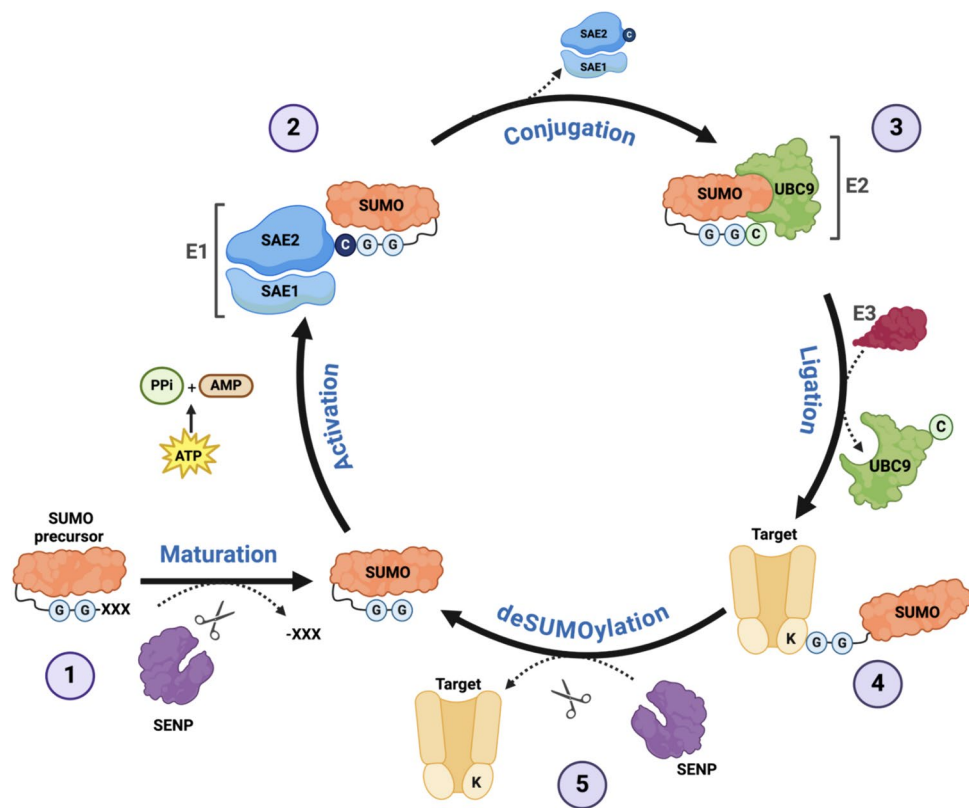 SAE2
C
SAE1
Conjugation
2
3
SUMO
UBC9
E2
G
G
C
E1
SAE2
SAE1
SUMO
C
G
G
PPi
+
AMP
ATP
Activation
E3
Ligation
C
UBC9
SUMO
precursor
G
G
-XXX
Maturation
-XXX
SENP
1
SUMO
G
G
Target
K
G
G
SUMO
4
deSUMOylation
Target
K
SENP
5